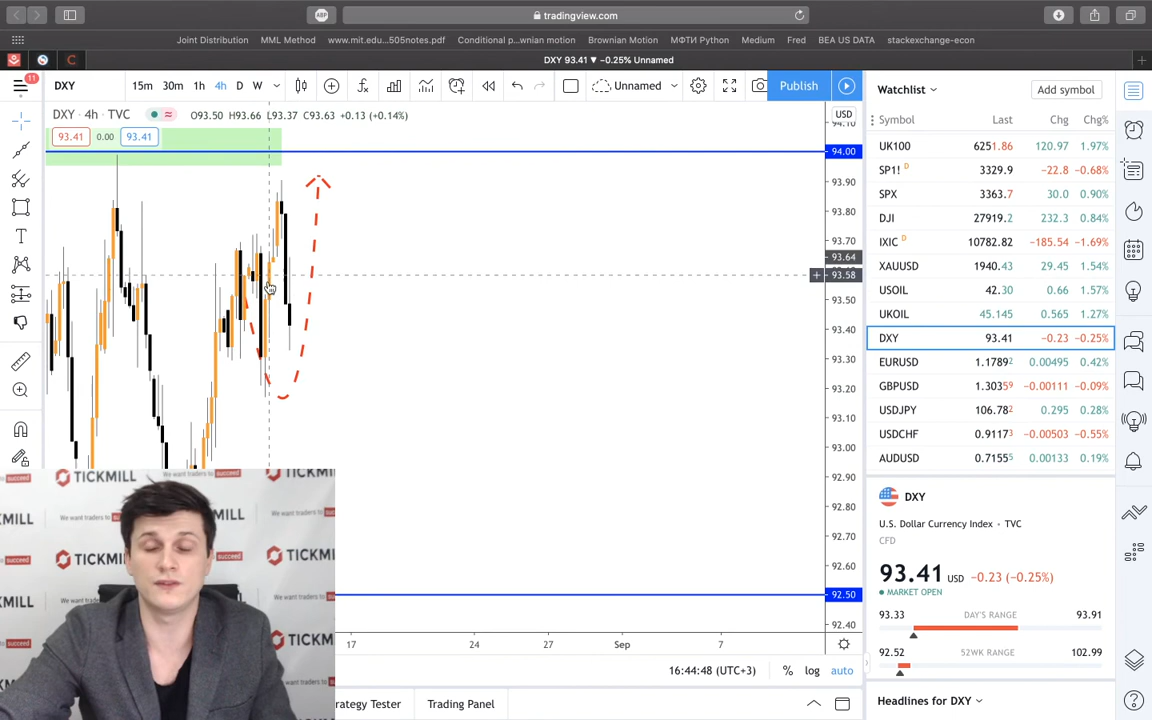 tradingview.com
ABP
Joint Distribution
MML Method
www.mit.edu...505notes.pdf
Conditional p...wnian motion
Brownian Motion
МФТИ Python
Medium
Fred
BEA US DATA
stackexchange-econ
DXY 93.41 ▼ −0.25% Unnamed
11
DXY
15m
30m
1h
4h
D
W
Unnamed
Publish
DXY · 4h · TVC
O93.50 H93.66 L93.37 C93.63 +0.13 (+0.14%)
93.41
0.00
93.41
USD
94.10
94.00
93.90
93.80
93.70
93.64
93.58
93.50
93.40
93.30
93.20
93.10
93.00
92.90
92.80
92.70
92.60
92.50
92.40
17
24
27
Sep
7
16:44:48 (UTC+3)
%
log
auto
rategy Tester
Trading Panel
Watchlist
Add symbol
Symbol Last Chg Chg%
UK100 6251.86 120.97 1.97%
SP1! D 3329.9 −22.8 −0.68%
SPX 3363.7 30.0 0.90%
DJI 27919.2 232.3 0.84%
IXIC D 10782.82 −185.54 −1.69%
XAUUSD 1940.43 29.45 1.54%
USOIL 42.30 0.66 1.57%
UKOIL 45.145 0.565 1.27%
DXY 93.41 −0.23 −0.25%
EURUSD 1.17892 0.00495 0.42%
GBPUSD 1.30359 −0.00111 −0.09%
USDJPY 106.782 0.295 0.28%
USDCHF 0.91173 −0.00503 −0.55%
AUDUSD 0.71555 0.00133 0.19%
DXY
U.S. Dollar Currency Index • TVC
CFD
93.41 USD −0.23 (−0.25%)
MARKET OPEN
93.33 DAY'S RANGE 93.91
92.52 52WK RANGE 102.99
Headlines for DXY
TICKMILL
We want traders to succeed
TICKMILL
We want traders to succeed
TICKMILL